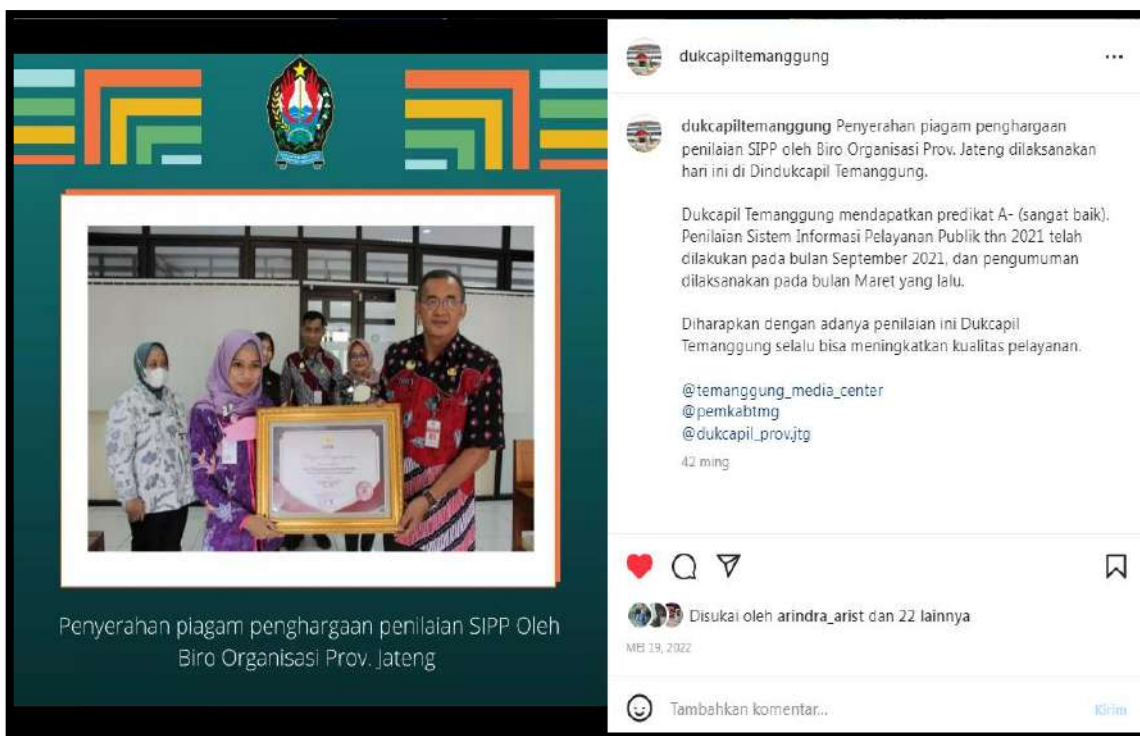 Penyerahan piagam penghargaan penilaian SIPP Oleh
Biro Organisasi Prov. Jateng
dukcapiltemanggung
dukcapiltemanggung Penyerahan piagam penghargaan
penilaian SIPP oleh Biro Organisasi Prov. Jateng dilaksanakan
hari ini di Dindukcapil Temanggung.
Dukcapil Temanggung mendapatkan predikat A- (sangat baik).
Penilaian Sistem Informasi Pelayanan Publik thn 2021 telah
dilakukan pada bulan September 2021, dan pengumuman
dilaksanakan pada bulan Maret yang lalu.
Diharapkan dengan adanya penilaian ini Dukcapil
Temanggung selalu bisa meningkatkan kualitas pelayanan.
@temanggung_media_center
@pemkabtmg
@dukcapil_prov.jtg
42 ming
Disukai oleh arindra_arist dan 22 lainnya
MEI 19, 2022
Tambahkan komentar...
Kirim